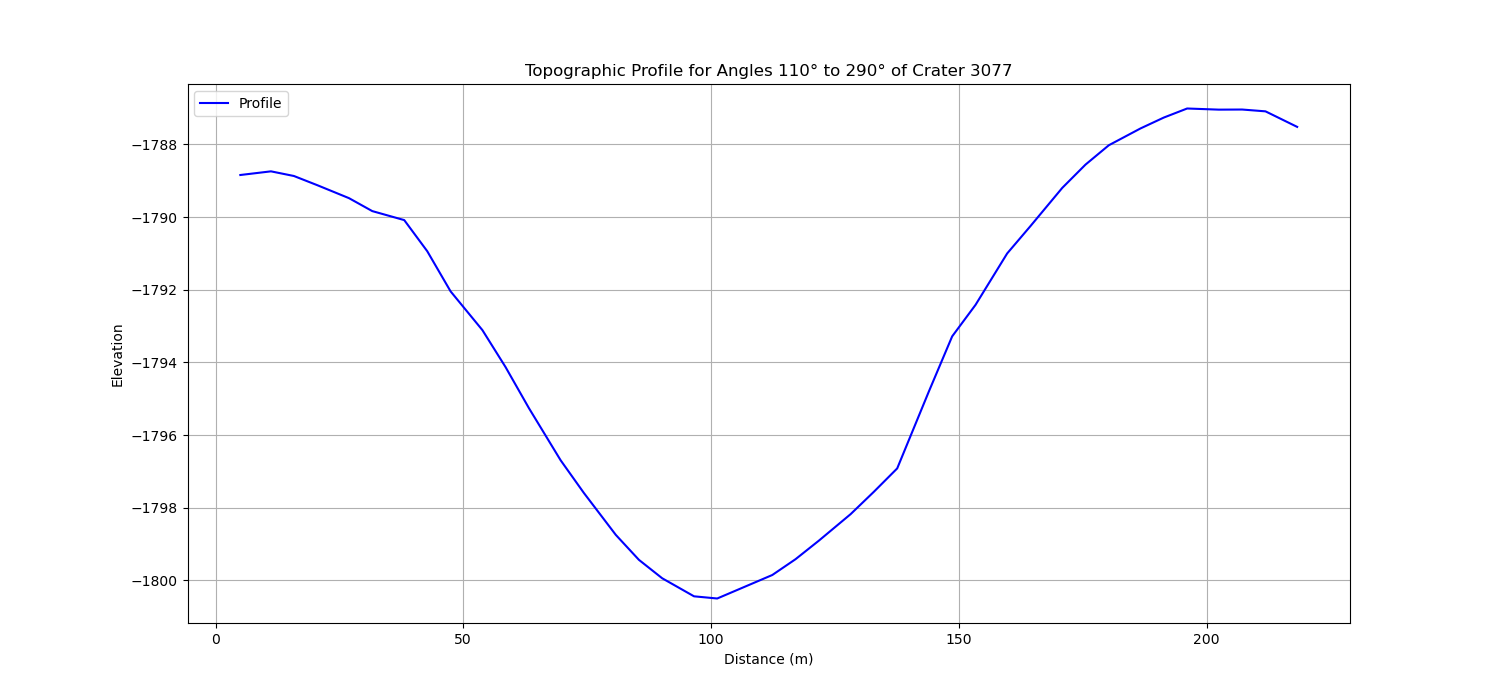 Topographic Profile for Angles 110° to 290° of Crater 3077
Profile
−1788
−1790
−1792
−1794
−1796
−1798
−1800
Elevation
0 50 100 150 200
Distance (m)